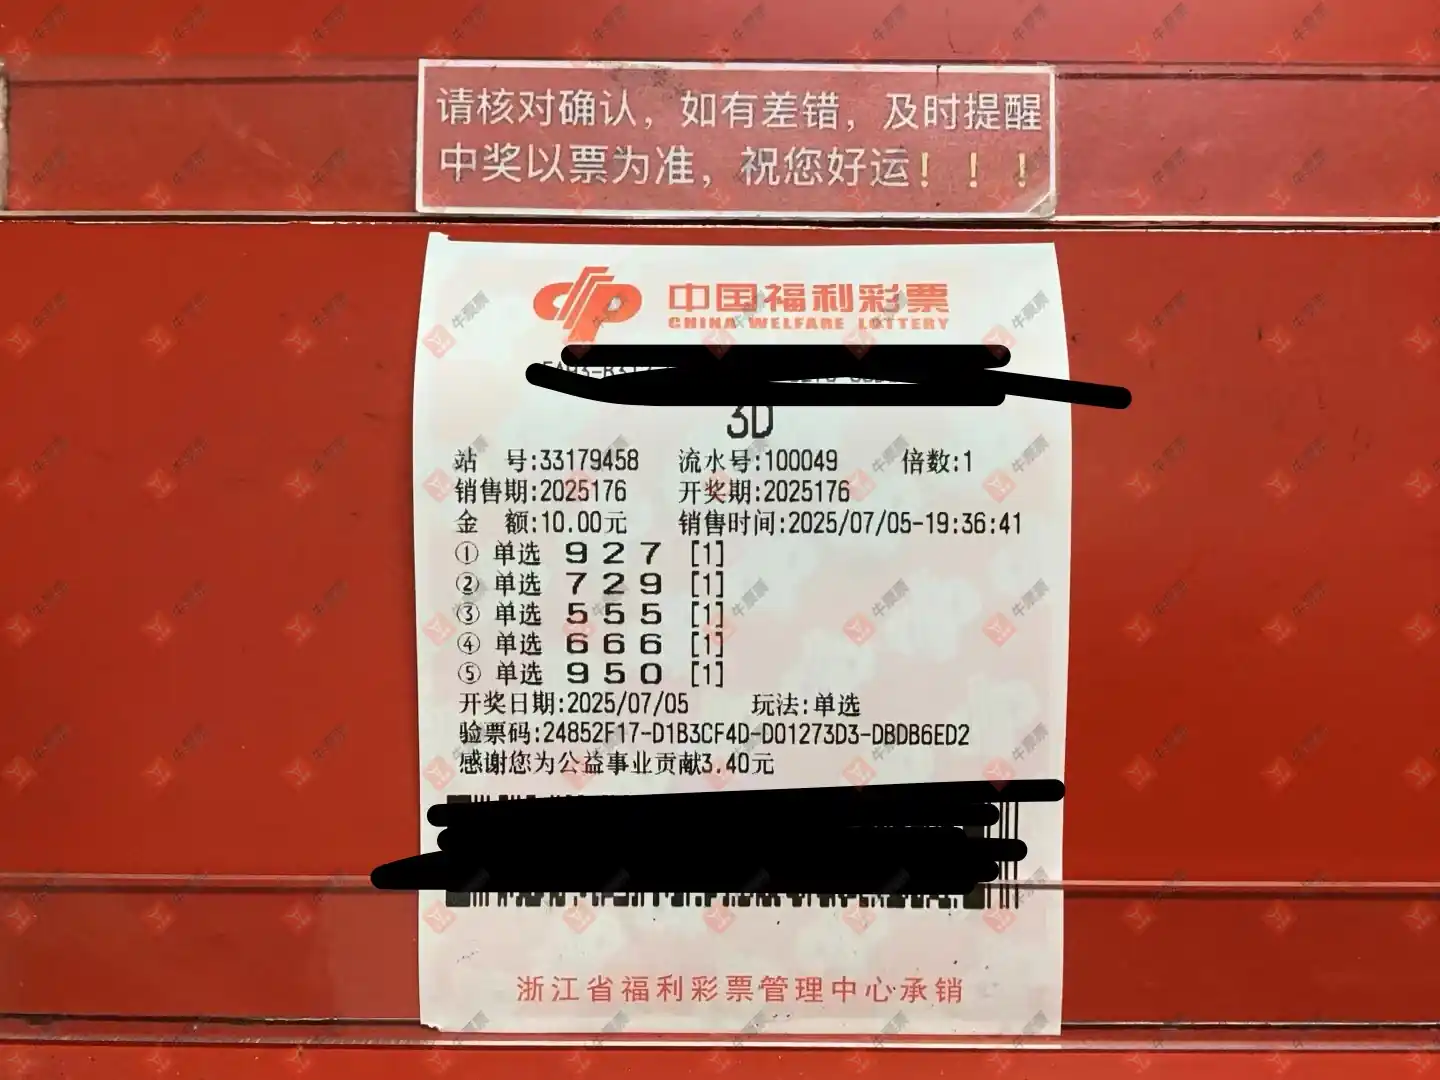 请核对确认，如有差错，及时提醒
中奖以票为准，祝您好运！！！
中国福利彩票
CHINA WELFARE LOTTERY
3D
站 号:33179458 流水号:100049 倍数:1
销售期:2025176 开奖期:2025176
金 额:10.00元 销售时间:2025/07/05-19:36:41
① 单选 9 2 7 [1]
② 单选 7 2 9 [1]
③ 单选 5 5 5 [1]
④ 单选 6 6 6 [1]
⑤ 单选 9 5 0 [1]
开奖日期:2025/07/05 玩法:单选
验票码:24852F17-D1B3CF4D-D01273D3-DBDB6ED2
感谢您为公益事业贡献3.40元
浙江省福利彩票管理中心承销
牛票票